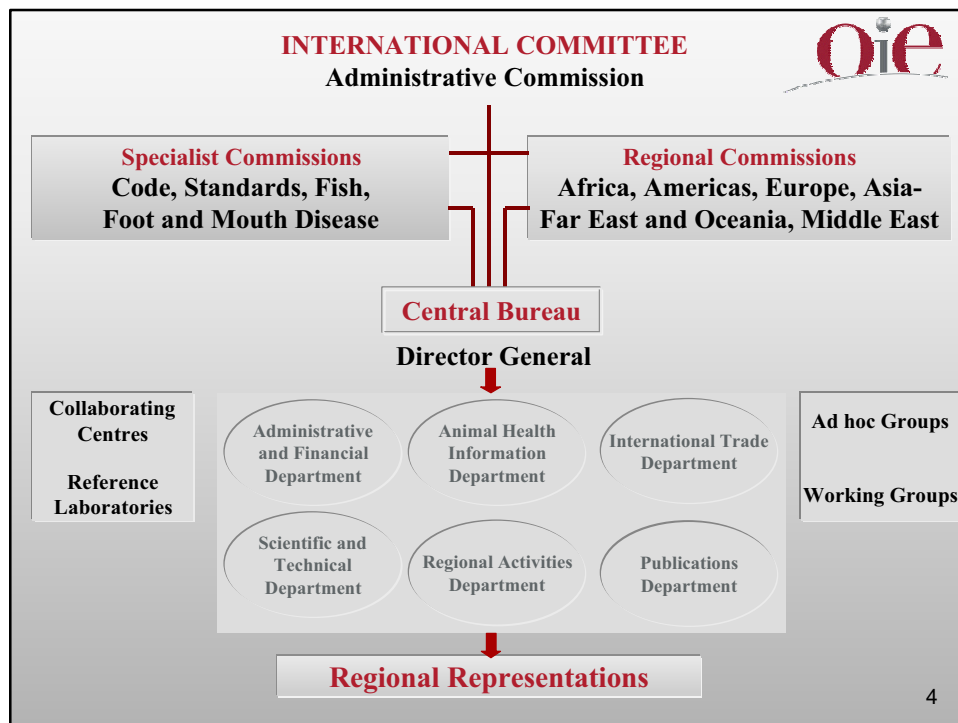 INTERNATIONAL COMMITTEE
Administrative Commission
oie
Specialist Commissions
Code, Standards, Fish,
Foot and Mouth Disease
Regional Commissions
Africa, Americas, Europe, Asia-
Far East and Oceania, Middle East
Central Bureau
Director General
Collaborating
Centres
Reference
Laboratories
Administrative
and Financial
Department
Animal Health
Information
Department
International Trade
Department
Scientific and
Technical
Department
Regional Activities
Department
Publications
Department
Ad hoc Groups
Working Groups
Regional Representations
4